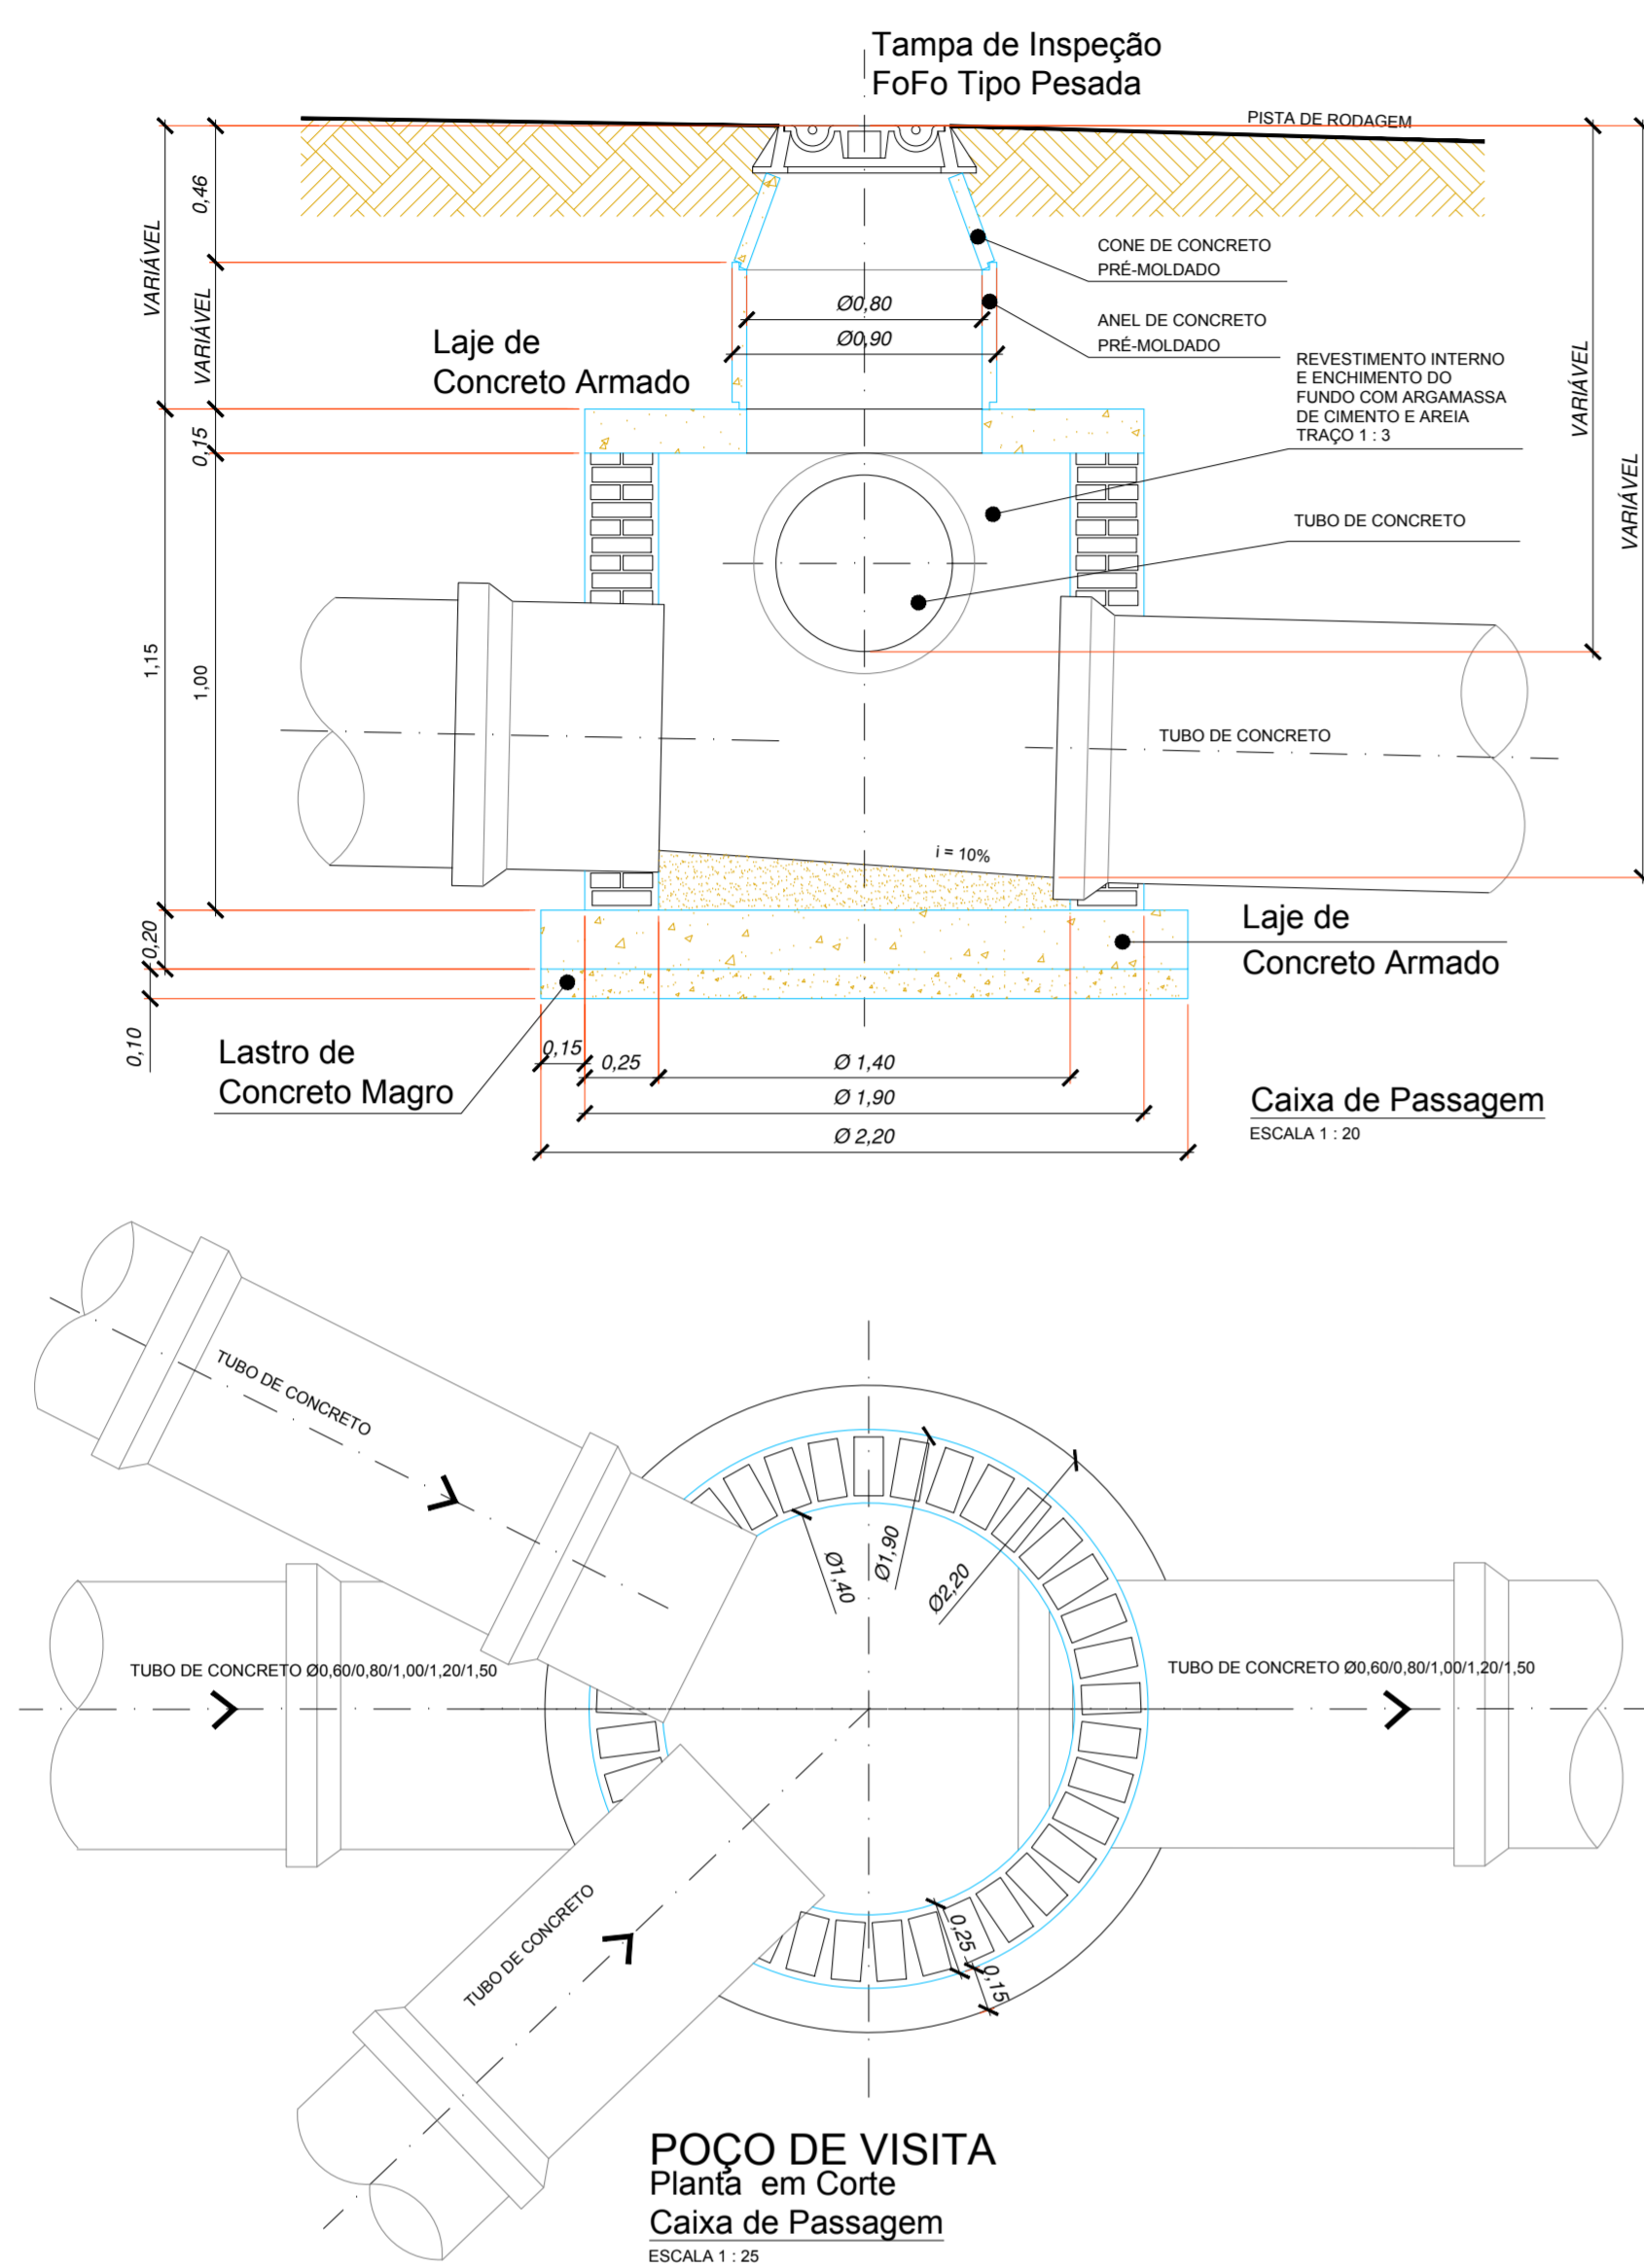 Tampa de Inspeção
FoFo Tipo Pesada
PISTA DE RODAGEM
0,46
VARIÁVEL
VARIÁVEL
CONE DE CONCRETO
PRÉ-MOLDADO
Ø0,80
ANEL DE CONCRETO
PRÉ-MOLDADO
Ø0,90
Laje de
Concreto Armado
REVESTIMENTO INTERNO
E ENCHIMENTO DO
FUNDO COM ARGAMASSA
DE CIMENTO E AREIA
TRAÇO 1 : 3
VARIÁVEL
VARIÁVEL
0,15
TUBO DE CONCRETO
1,15
1,00
TUBO DE CONCRETO
i = 10%
0,20
Laje de
Concreto Armado
0,10
Lastro de
Concreto Magro
0,15
0,25
Ø 1,40
Ø 1,90
Ø 2,20
Caixa de Passagem
ESCALA 1 : 20
TUBO DE CONCRETO
Ø1,40
Ø1,90
Ø2,20
TUBO DE CONCRETO Ø0,60/0,80/1,00/1,20/1,50
TUBO DE CONCRETO Ø0,60/0,80/1,00/1,20/1,50
TUBO DE CONCRETO
0,25
0,15
POÇO DE VISITA
Planta em Corte
Caixa de Passagem
ESCALA 1 : 25